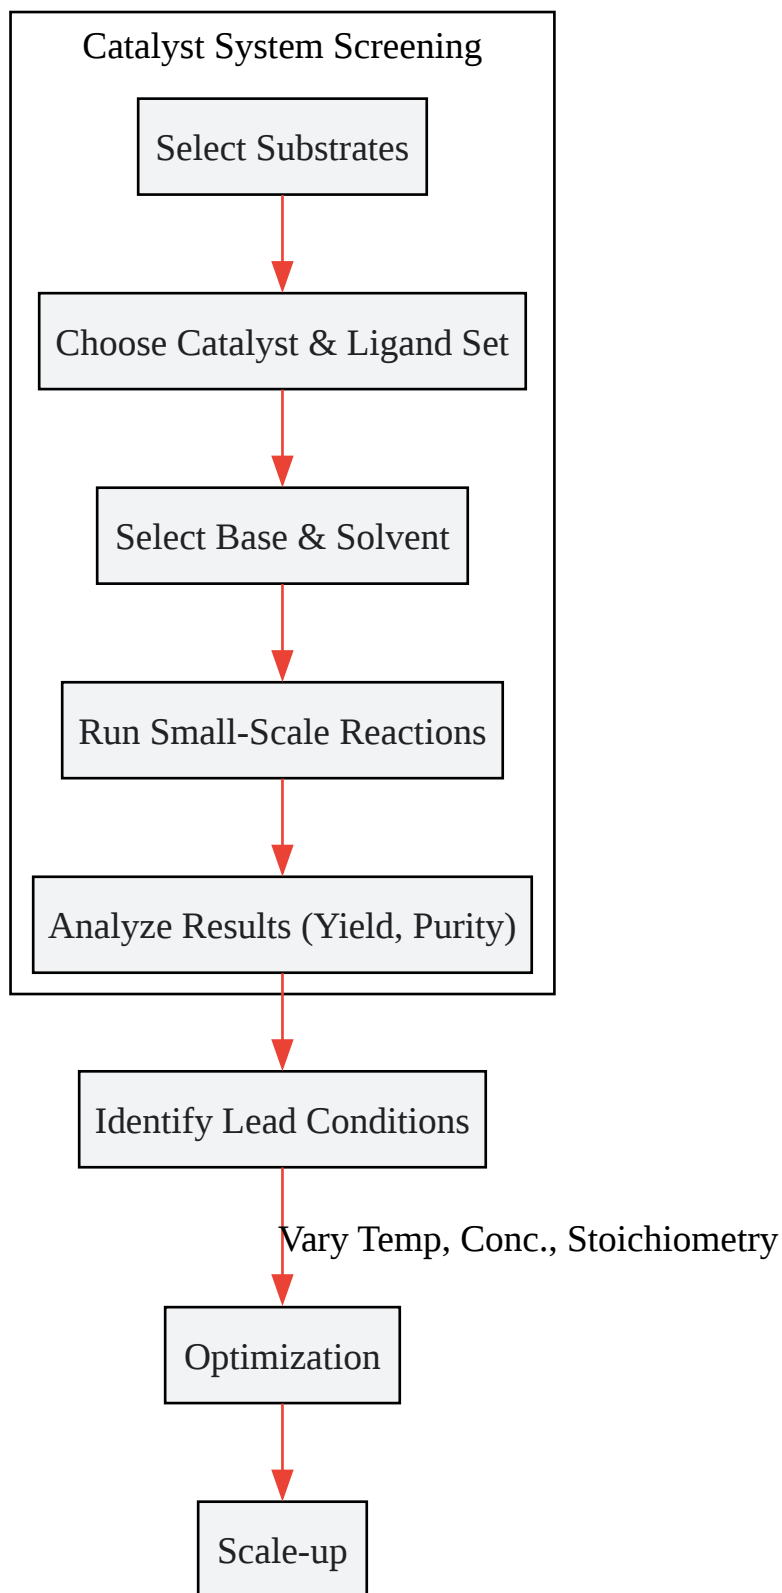 Catalyst System Screening
Select Substrates
Choose Catalyst & Ligand Set
Select Base & Solvent
Run Small-Scale Reactions
Analyze Results (Yield, Purity)
Identify Lead Conditions
Vary Temp, Conc., Stoichiometry
Optimization
Scale-up